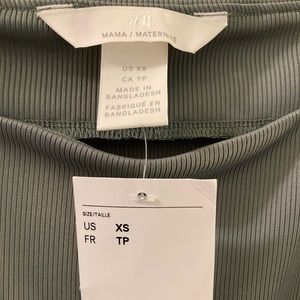 H&M
MAMA / MATERNITÉ
US XS
CA TP
MADE IN
BANGLADESH
FABRIQUÉ EN
BANGLADESH
SIZE/TAILLE
US XS
FR TP